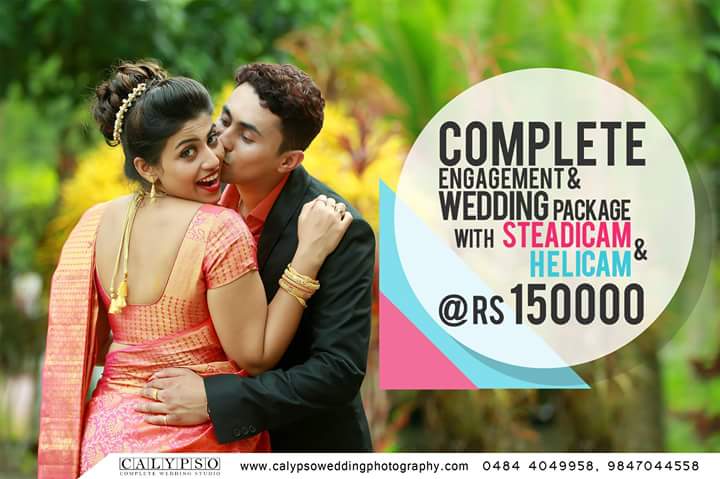 COMPLETE
ENGAGEMENT &
WEDDING PACKAGE
WITH STEADICAM &
HELICAM
@ RS 150000
CALYPSO
COMPLETE WEDDING STUDIO
www.calypsoweddingphotography.com 0484 4049958, 9847044558